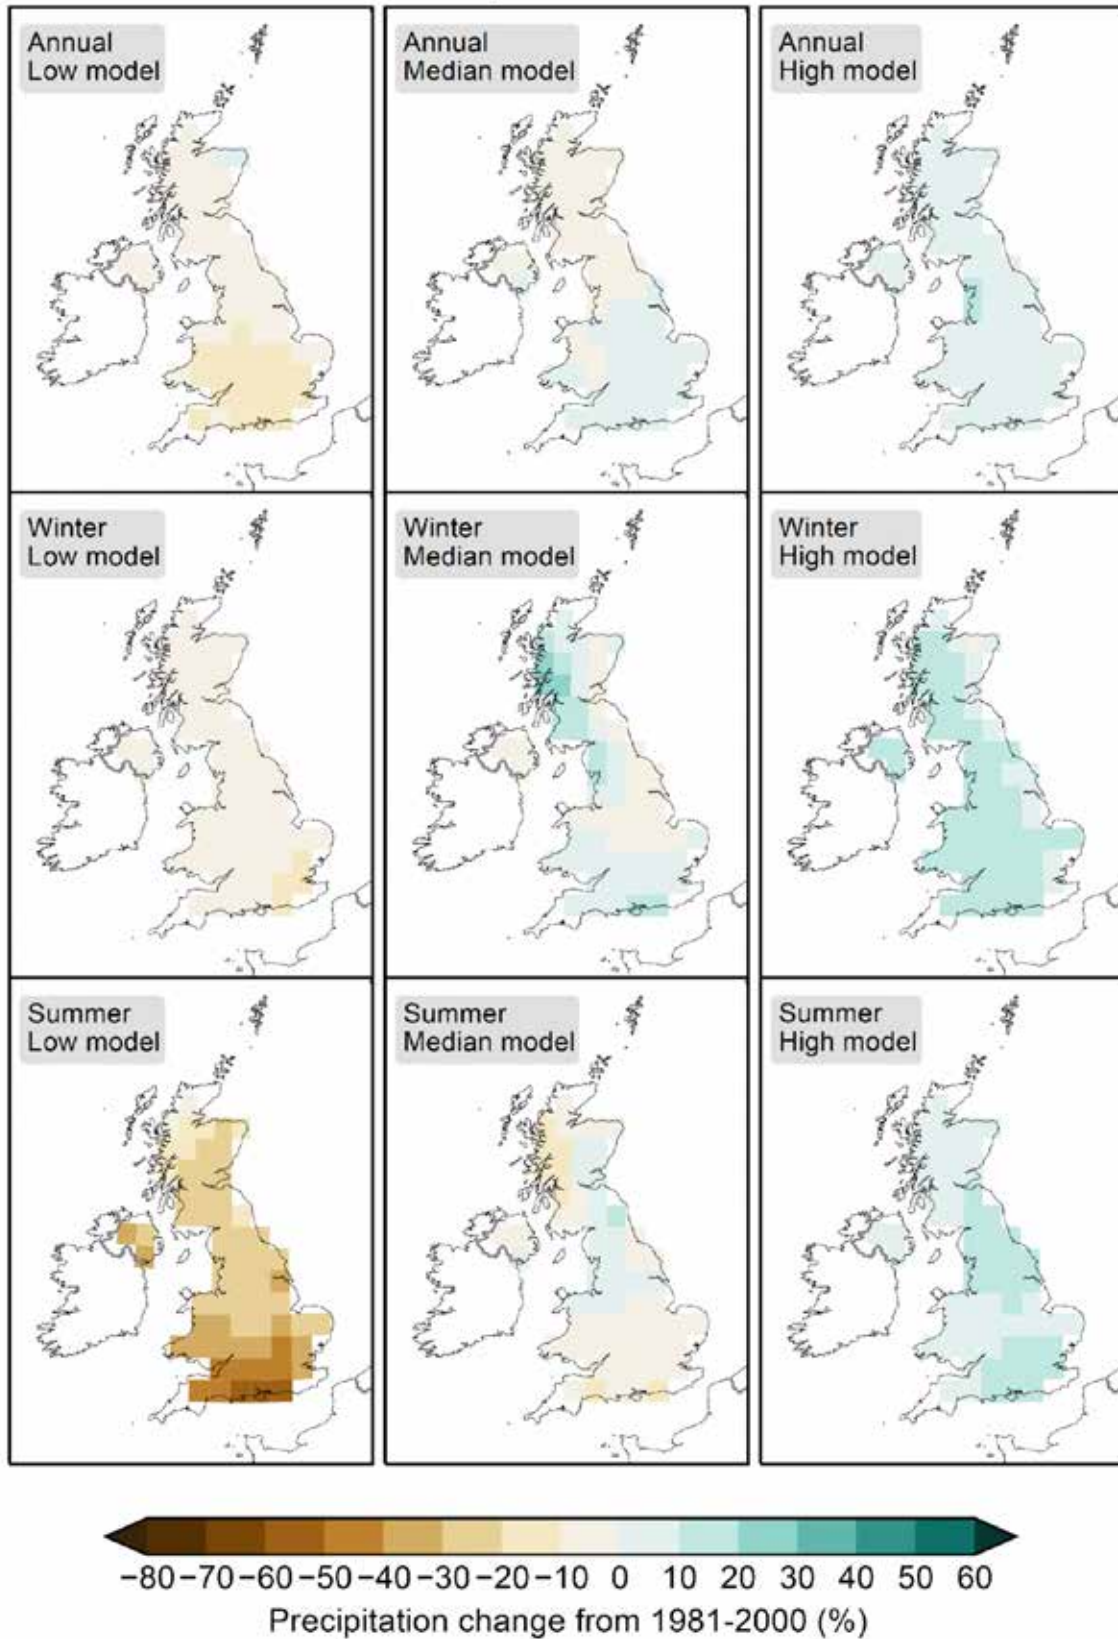 Annual
Low model
Annual
Median model
Annual
High model
Winter
Low model
Winter
Median model
Winter
High model
Summer
Low model
Summer
Median model
Summer
High model
−80 −70 −60 −50 −40 −30 −20 −10 0 10 20 30 40 50 60
Precipitation change from 1981-2000 (%)